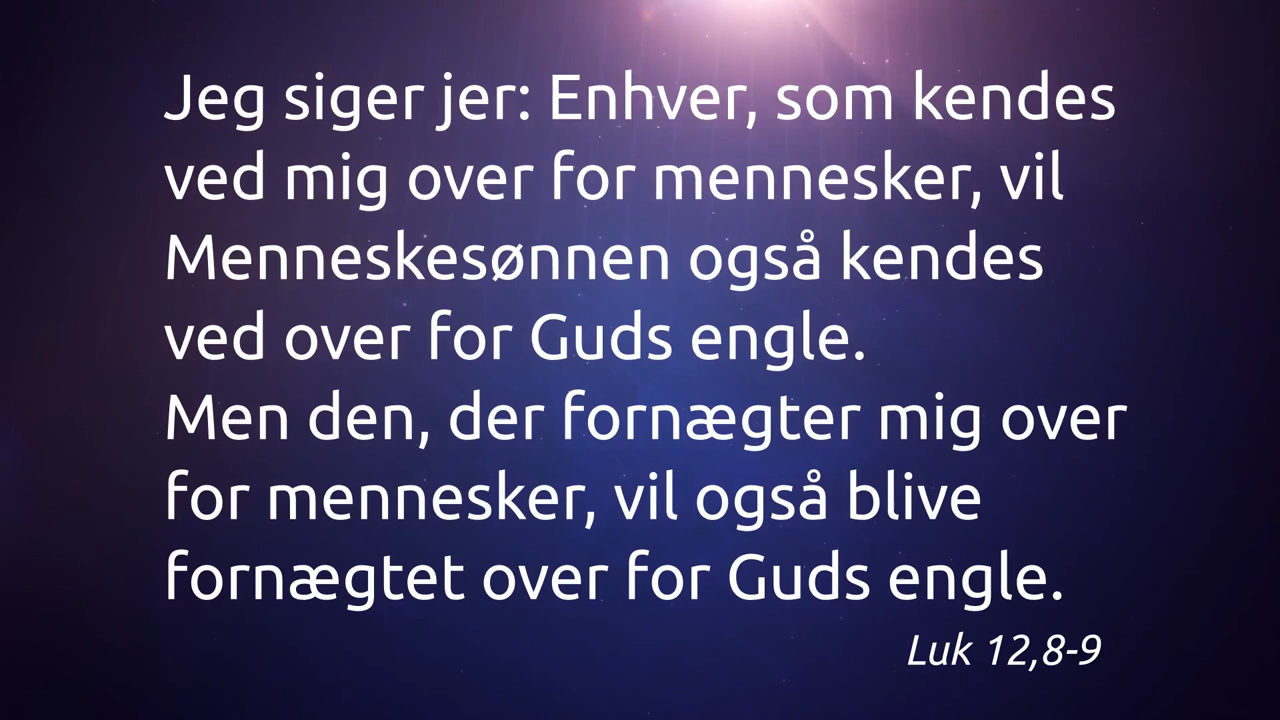 Jeg siger jer: Enhver, som kendes
ved mig over for mennesker, vil
Menneskesønnen også kendes
ved over for Guds engle.
Men den, der fornægter mig over
for mennesker, vil også blive
fornægtet over for Guds engle.
Luk 12,8-9